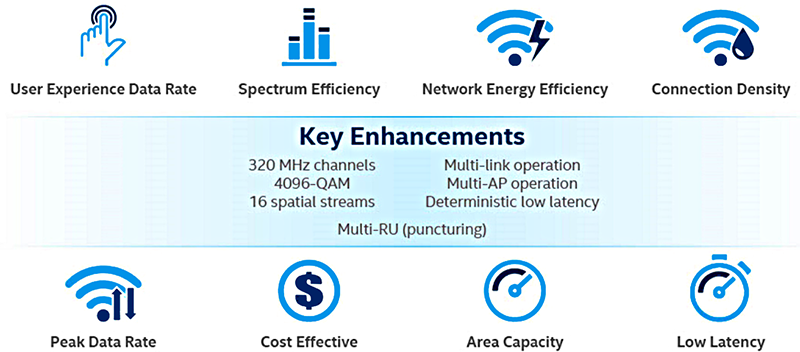 User Experience Data Rate
Spectrum Efficiency
Network Energy Efficiency
Connection Density
Key Enhancements
320 MHz channels
Multi-link operation
4096-QAM
Multi-AP operation
16 spatial streams
Deterministic low latency
Multi-RU (puncturing)
$
Peak Data Rate
Cost Effective
Area Capacity
Low Latency